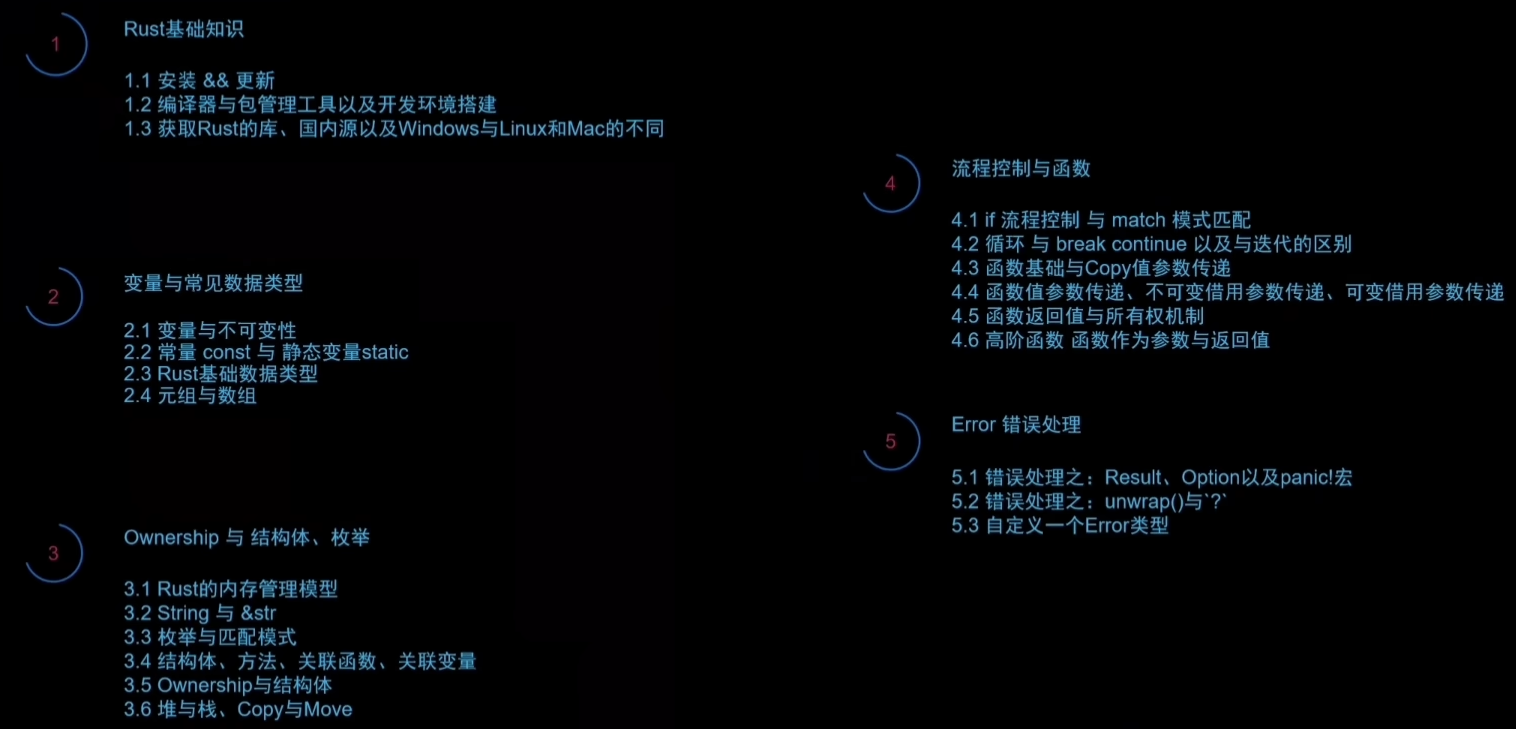 1
Rust基础知识
1.1 安装 && 更新
1.2 编译器与包管理工具以及开发环境搭建
1.3 获取Rust的库、国内源以及Windows与Linux和Mac的不同
2
变量与常见数据类型
2.1 变量与不可变性
2.2 常量 const 与 静态变量static
2.3 Rust基础数据类型
2.4 元组与数组
3
Ownership 与 结构体、枚举
3.1 Rust的内存管理模型
3.2 String 与 &str
3.3 枚举与匹配模式
3.4 结构体、方法、关联函数、关联变量
3.5 Ownership与结构体
3.6 堆与栈、Copy与Move
4
流程控制与函数
4.1 if 流程控制 与 match 模式匹配
4.2 循环 与 break continue 以及与迭代的区别
4.3 函数基础与Copy值参数传递
4.4 函数值参数传递、不可变借用参数传递、可变借用参数传递
4.5 函数返回值与所有权机制
4.6 高阶函数 函数作为参数与返回值
5
Error 错误处理
5.1 错误处理之：Result、Option以及panic!宏
5.2 错误处理之：unwrap()与`?`
5.3 自定义一个Error类型